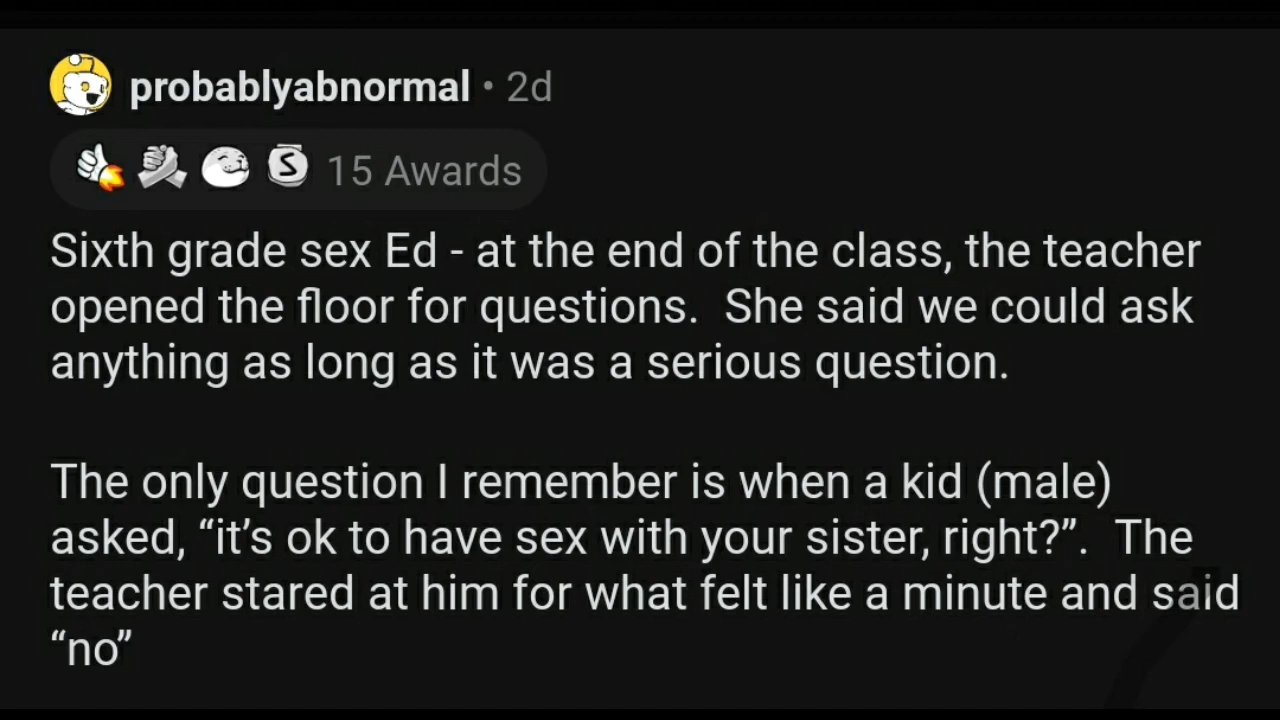 probablyabnormal • 2d
S 15 Awards
Sixth grade sex Ed - at the end of the class, the teacher
opened the floor for questions.  She said we could ask
anything as long as it was a serious question.
The only question I remember is when a kid (male)
asked, “it’s ok to have sex with your sister, right?”.  The
teacher stared at him for what felt like a minute and said
“no”